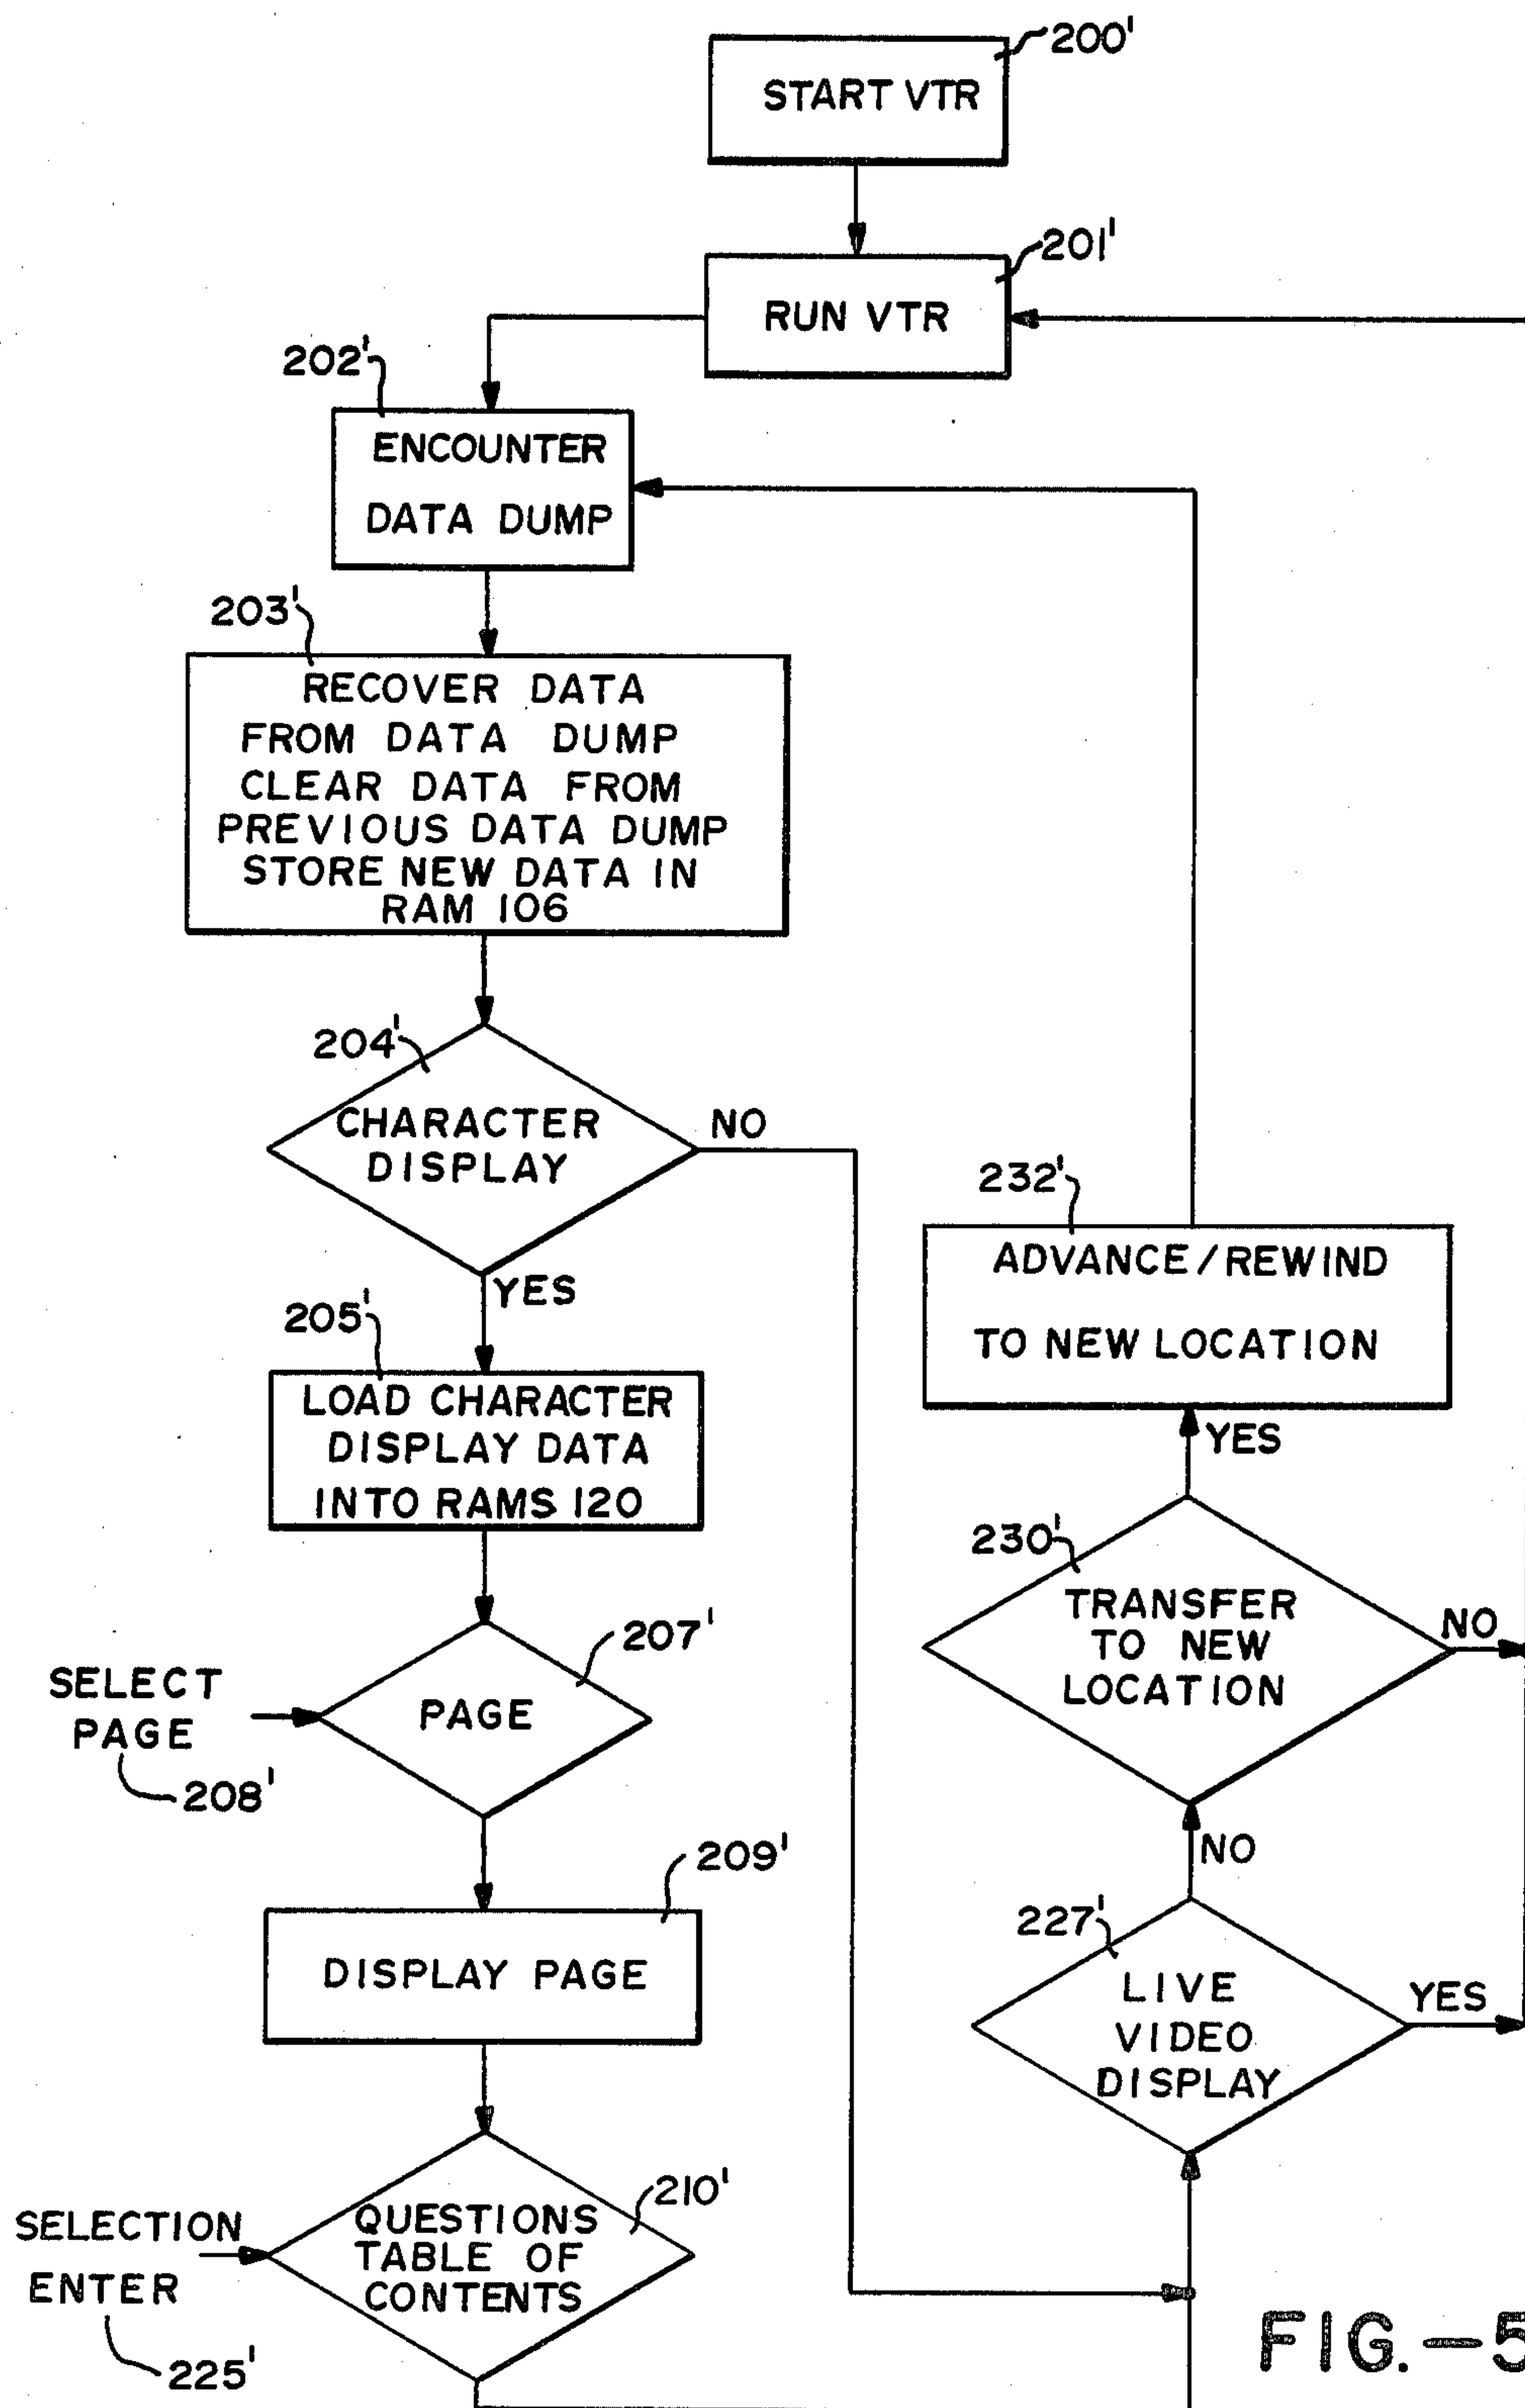 200'
START VTR
201'
RUN VTR
202'
ENCOUNTER
DATA DUMP
203'
RECOVER DATA
FROM DATA DUMP
CLEAR DATA FROM
PREVIOUS DATA DUMP
STORE NEW DATA IN
RAM 106
204'
CHARACTER
DISPLAY
NO
YES
205'
LOAD CHARACTER
DISPLAY DATA
INTO RAMS 120
207'
SELECT
PAGE
208'
PAGE
209'
DISPLAY PAGE
210'
SELECTION
ENTER
225'
QUESTIONS
TABLE OF
CONTENTS
232'
ADVANCE/REWIND
TO NEW LOCATION
YES
230'
TRANSFER
TO NEW
LOCATION
NO
NO
227'
LIVE
VIDEO
DISPLAY
YES
FIG.-5